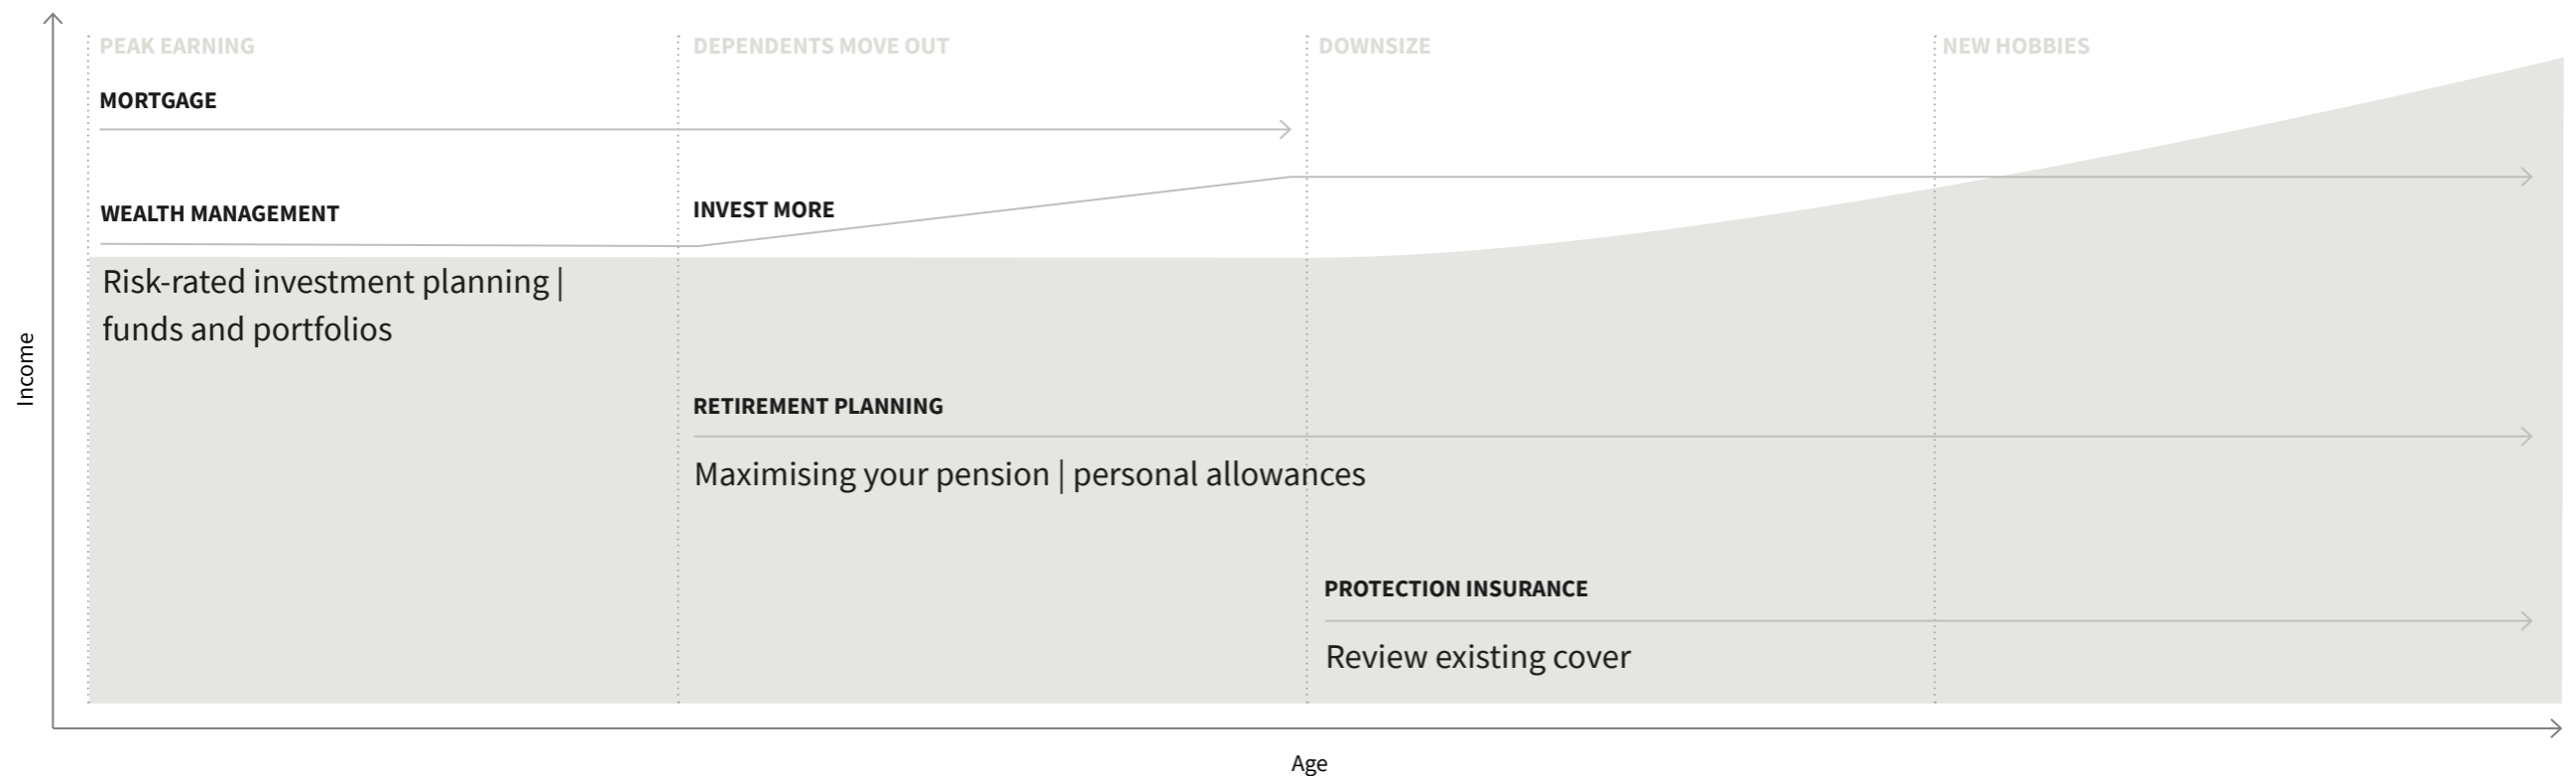 PEAK EARNING
DEPENDENTS MOVE OUT
DOWNSIZE
NEW HOBBIES
MORTGAGE
WEALTH MANAGEMENT
INVEST MORE
Risk-rated investment planning |
funds and portfolios
Income
RETIREMENT PLANNING
Maximising your pension | personal allowances
PROTECTION INSURANCE
Review existing cover
Age